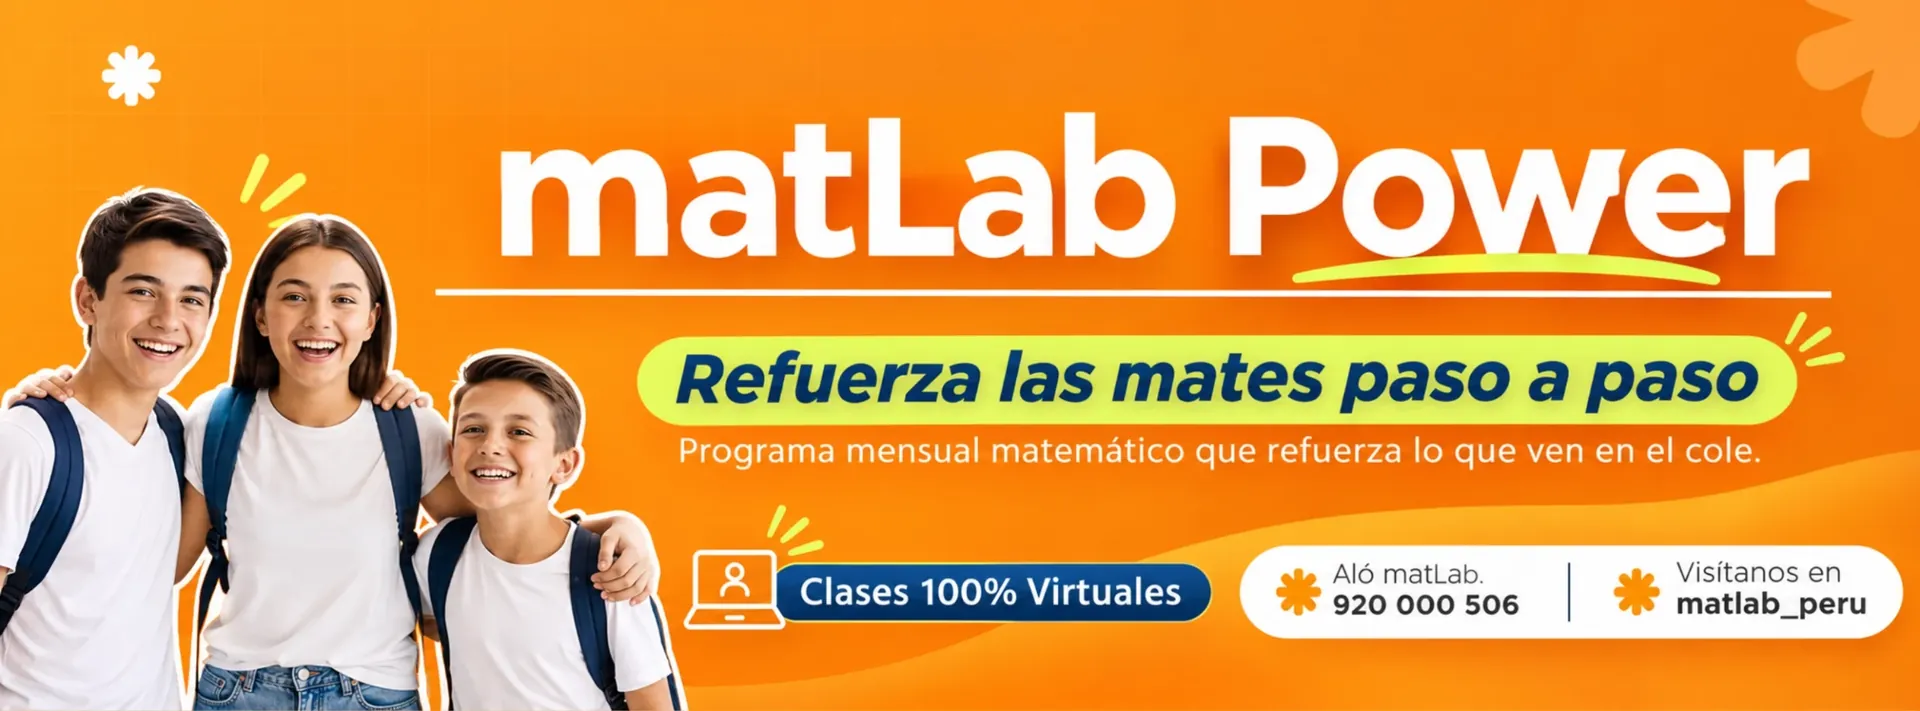 matLab Power
Refuerza las mates paso a paso
Programa mensual matemático que refuerza lo que ven en el cole.
Clases 100% Virtuales
Aló matLab.
920 000 506
Visítanos en
matlab_peru